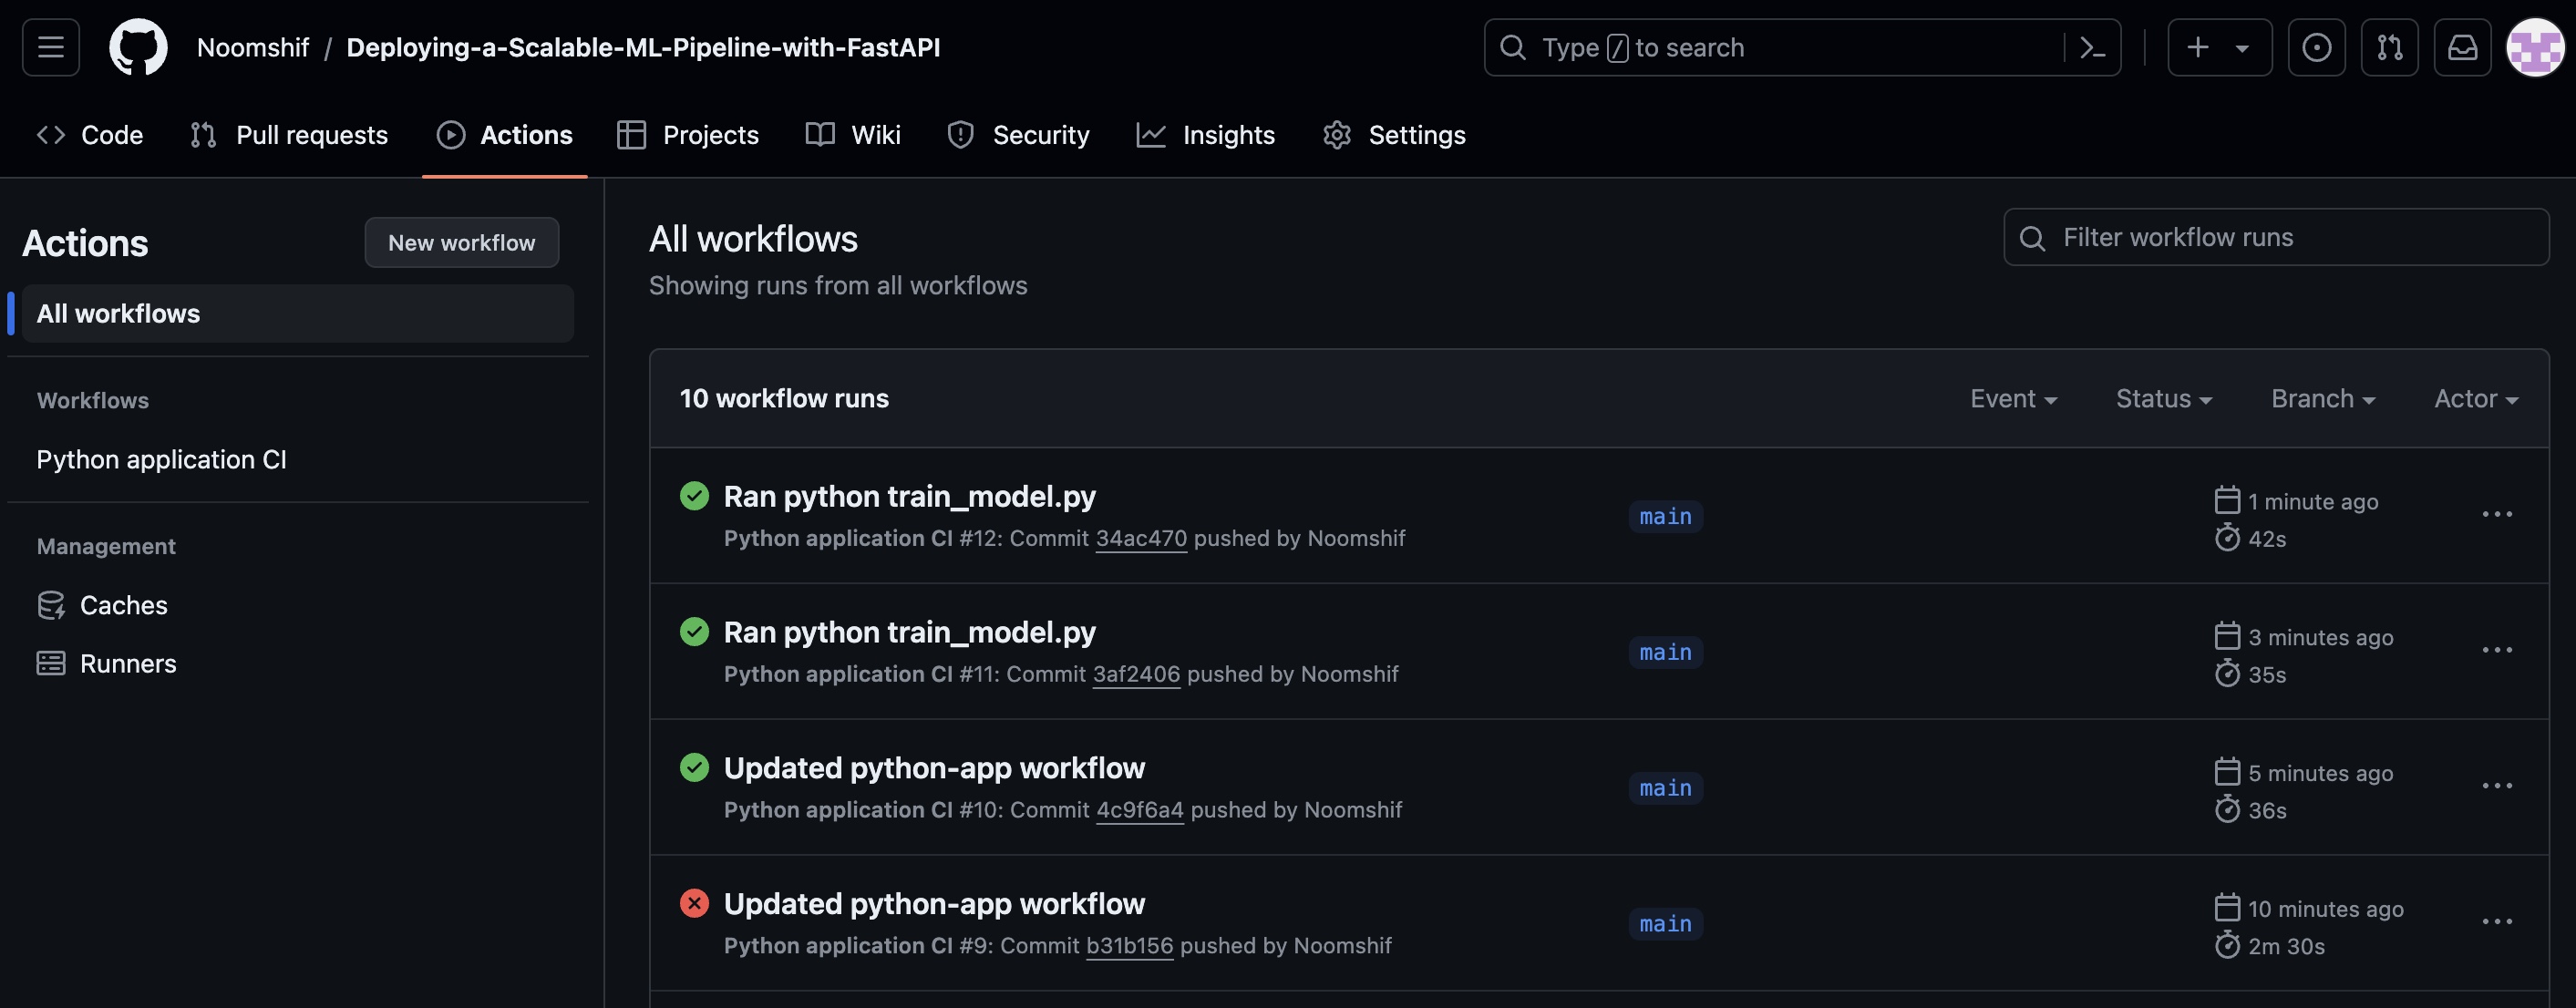 Noomshif / Deploying-a-Scalable-ML-Pipeline-with-FastAPI
Type / to search
Code
Pull requests
Actions
Projects
Wiki
Security
Insights
Settings
Actions
New workflow
All workflows
Workflows
Python application CI
Management
Caches
Runners
All workflows
Showing runs from all workflows
Filter workflow runs
10 workflow runs
Event
Status
Branch
Actor
Ran python train_model.py
Python application CI #12: Commit 34ac470 pushed by Noomshif
main
1 minute ago
42s
Ran python train_model.py
Python application CI #11: Commit 3af2406 pushed by Noomshif
main
3 minutes ago
35s
Updated python-app workflow
Python application CI #10: Commit 4c9f6a4 pushed by Noomshif
main
5 minutes ago
36s
Updated python-app workflow
Python application CI #9: Commit b31b156 pushed by Noomshif
main
10 minutes ago
2m 30s